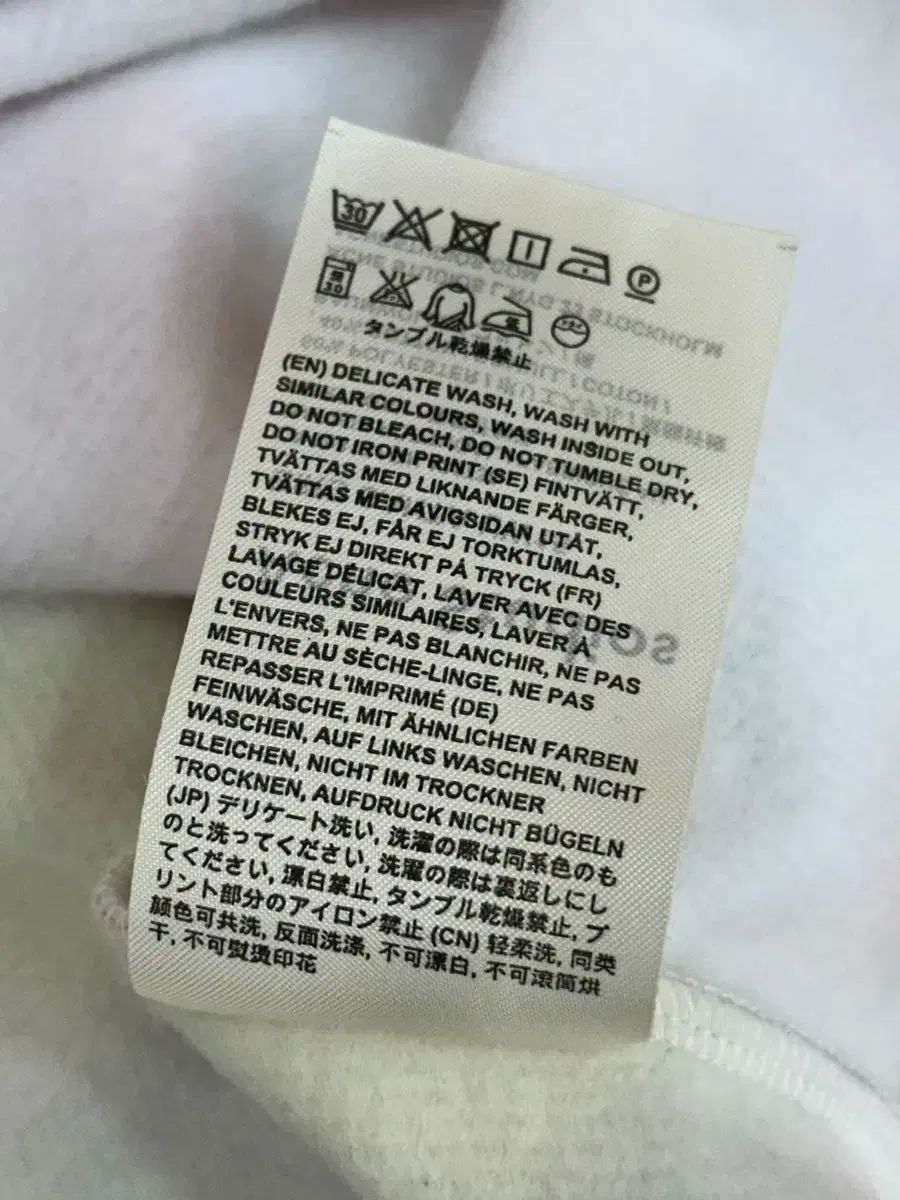 30 P
弱 30 低
タンブル乾燥禁止
(EN) DELICATE WASH, WASH WITH
SIMILAR COLOURS, WASH INSIDE OUT,
DO NOT BLEACH, DO NOT TUMBLE DRY,
DO NOT IRON PRINT (SE) FINTVÄTT,
TVÄTTAS MED LIKNANDE FÄRGER,
TVÄTTAS MED AVIGSIDAN UTÅT,
BLEKES EJ, FÅR EJ TORKTUMLAS,
STRYK EJ DIREKT PÅ TRYCK (FR)
LAVAGE DÉLICAT, LAVER AVEC DES
COULEURS SIMILAIRES, LAVER À
L'ENVERS, NE PAS BLANCHIR, NE PAS
METTRE AU SÈCHE-LINGE, NE PAS
REPASSER L'IMPRIMÉ (DE)
FEINWÄSCHE, MIT ÄHNLICHEN FARBEN
WASCHEN, AUF LINKS WASCHEN, NICHT
BLEICHEN, NICHT IM TROCKNER
TROCKNEN, AUFDRUCK NICHT BÜGELN
(JP) デリケート洗い, 洗濯の際は同系色のも
のと洗ってください, 洗濯の際は裏返しにし
てください, 漂白禁止, タンブル乾燥禁止, プ
リント部分のアイロン禁止 (CN) 轻柔洗, 同类
颜色可共洗, 反面洗涤, 不可漂白, 不可滚筒烘
干, 不可熨烫印花